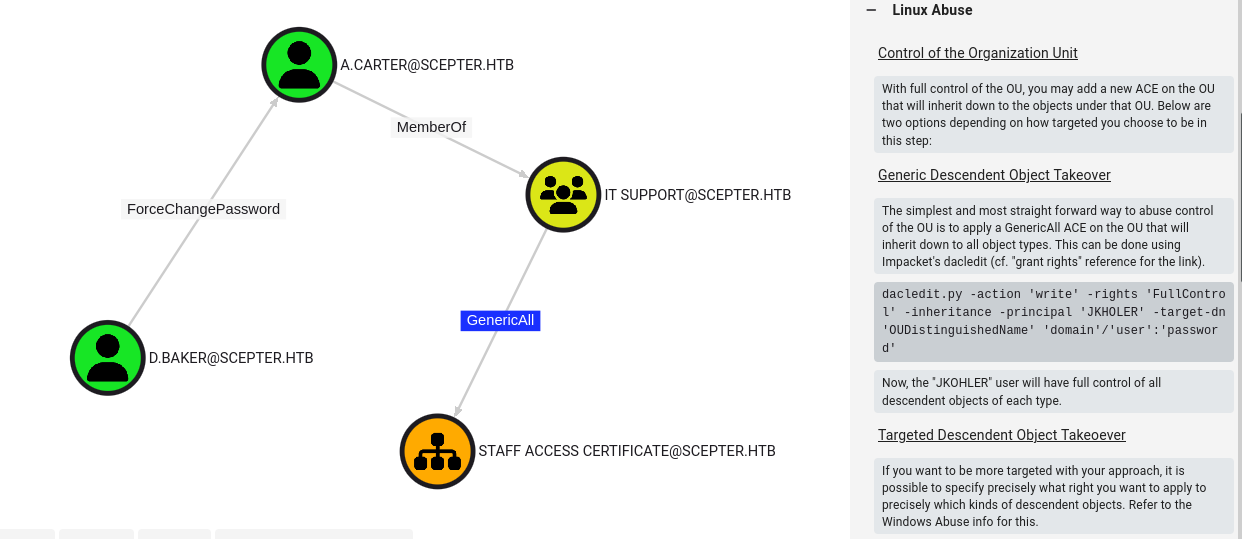 A.CARTER@SCEPTER.HTB
MemberOf
IT SUPPORT@SCEPTER.HTB
ForceChangePassword
GenericAll
D.BAKER@SCEPTER.HTB
STAFF ACCESS CERTIFICATE@SCEPTER.HTB
— Linux Abuse
Control of the Organization Unit
With full control of the OU, you may add a new ACE on the OU
that will inherit down to the objects under that OU. Below are
two options depending on how targeted you choose to be in
this step:
Generic Descendent Object Takeover
The simplest and most straight forward way to abuse control
of the OU is to apply a GenericAll ACE on the OU that will
inherit down to all object types. This can be done using
Impacket's dacledit (cf. "grant rights" reference for the link).
dacledit.py -action 'write' -rights 'FullContro
l' -inheritance -principal 'JKHOLER' -target-dn
'OUDistinguishedName' 'domain'/'user':'passwor
d'
Now, the "JKOHLER" user will have full control of all
descendent objects of each type.
Targeted Descendent Object Takeoever
If you want to be more targeted with your approach, it is
possible to specify precisely what right you want to apply to
precisely which kinds of descendent objects. Refer to the
Windows Abuse info for this.